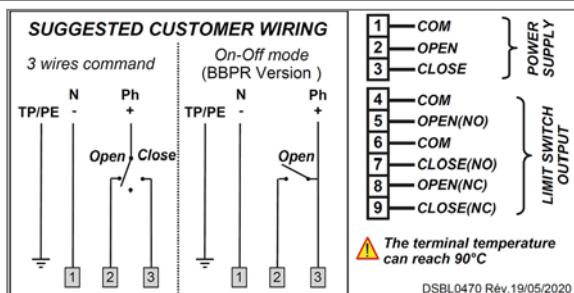 SUGGESTED CUSTOMER WIRING
3 wires command
On-Off mode
(BBPR Version )
N Ph
TP/PE - +
Open Close
1 2 3
N Ph
TP/PE - +
Open
1 2 3
1 COM
2 OPEN
3 CLOSE
POWER
SUPPLY
4 COM
5 OPEN(NO)
6 COM
7 CLOSE(NO)
8 OPEN(NC)
9 CLOSE(NC)
LIMIT SWITCH
OUTPUT
The terminal temperature
can reach 90°C
DSBL0470 Rév.19/05/2020